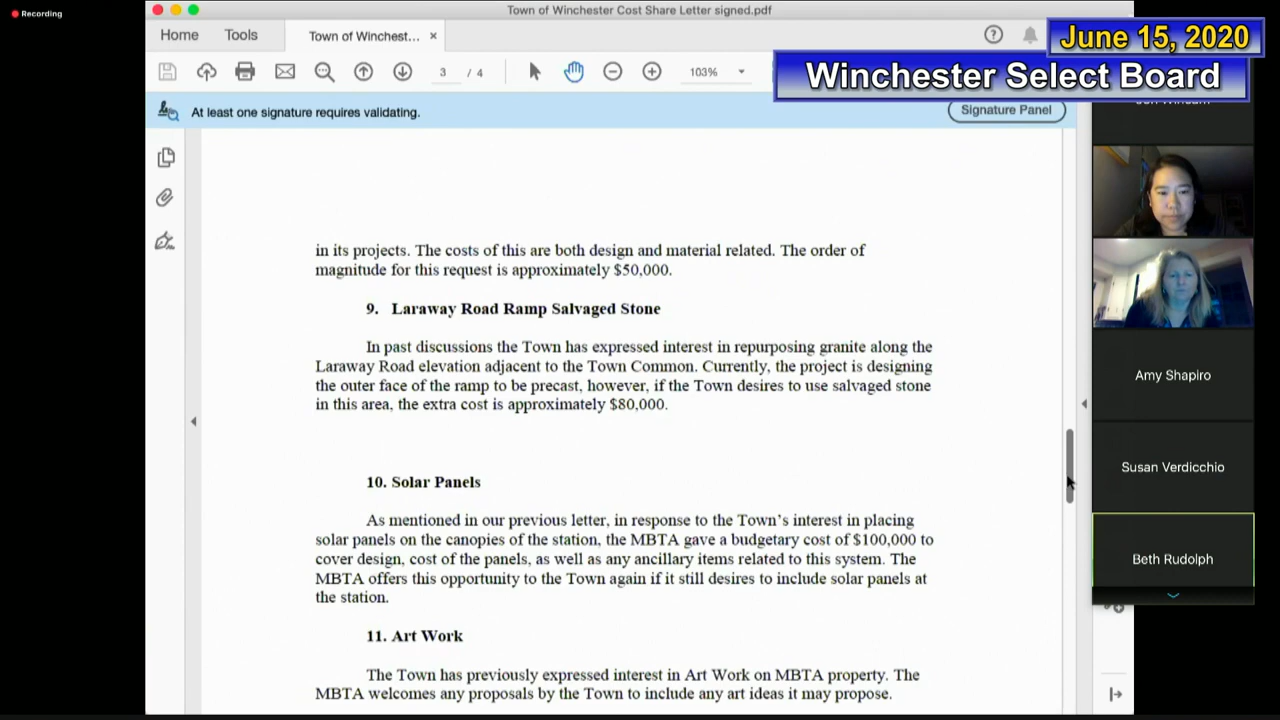 Recording
Town of Winchester Cost Share Letter signed.pdf
Home Tools Town of Winchest... ×
June 15, 2020
Winchester Select Board
3 / 4 103%
At least one signature requires validating.
Signature Panel
in its projects. The costs of this are both design and material related. The order of
magnitude for this request is approximately $50,000.
9. Laraway Road Ramp Salvaged Stone
In past discussions the Town has expressed interest in repurposing granite along the
Laraway Road elevation adjacent to the Town Common. Currently, the project is designing
the outer face of the ramp to be precast, however, if the Town desires to use salvaged stone
in this area, the extra cost is approximately $80,000.
10. Solar Panels
As mentioned in our previous letter, in response to the Town's interest in placing
solar panels on the canopies of the station, the MBTA gave a budgetary cost of $100,000 to
cover design, cost of the panels, as well as any ancillary items related to this system. The
MBTA offers this opportunity to the Town again if it still desires to include solar panels at
the station.
11. Art Work
The Town has previously expressed interest in Art Work on MBTA property. The
MBTA welcomes any proposals by the Town to include any art ideas it may propose.
Amy Shapiro
Susan Verdicchio
Beth Rudolph